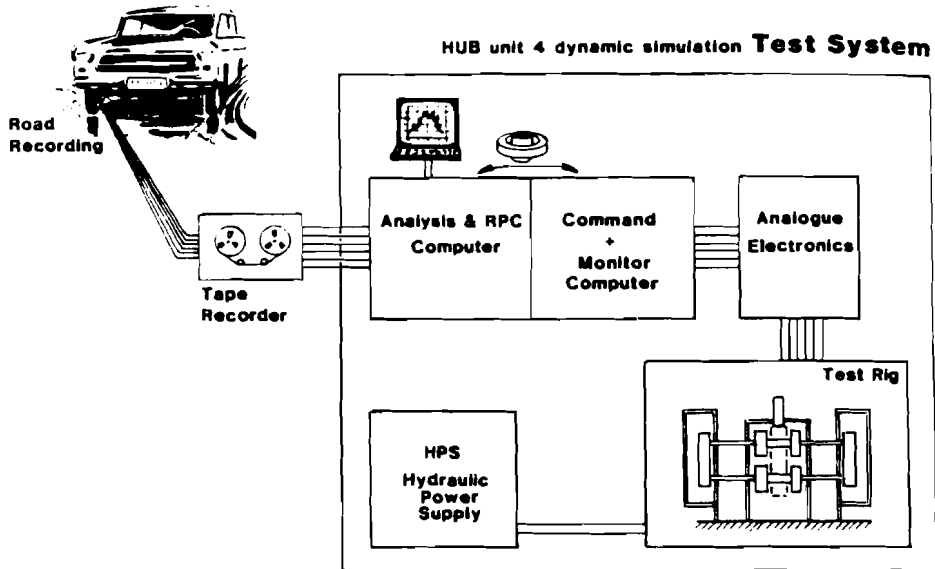 HUB unit 4 dynamic simulation Test System
Road
Recording
Tape
Recorder
Analysis & RPC
Computer
Command
+
Monitor
Computer
Analogue
Electronics
Test Rig
HPS
Hydraulic
Power
Supply